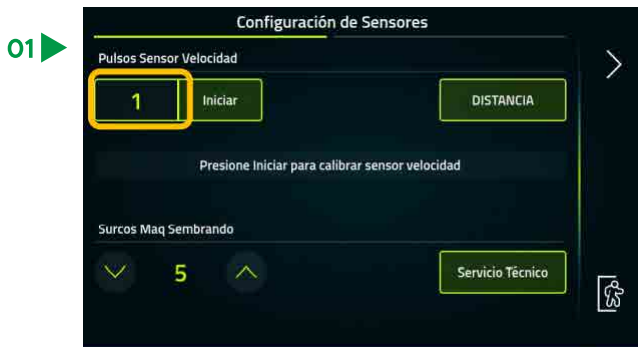 Configuración de Sensores
01
Pulsos Sensor Velocidad
1 Iniciar DISTANCIA
Presione Iniciar para calibrar sensor velocidad
Surcos Maq Sembrando
5 Servicio Técnico